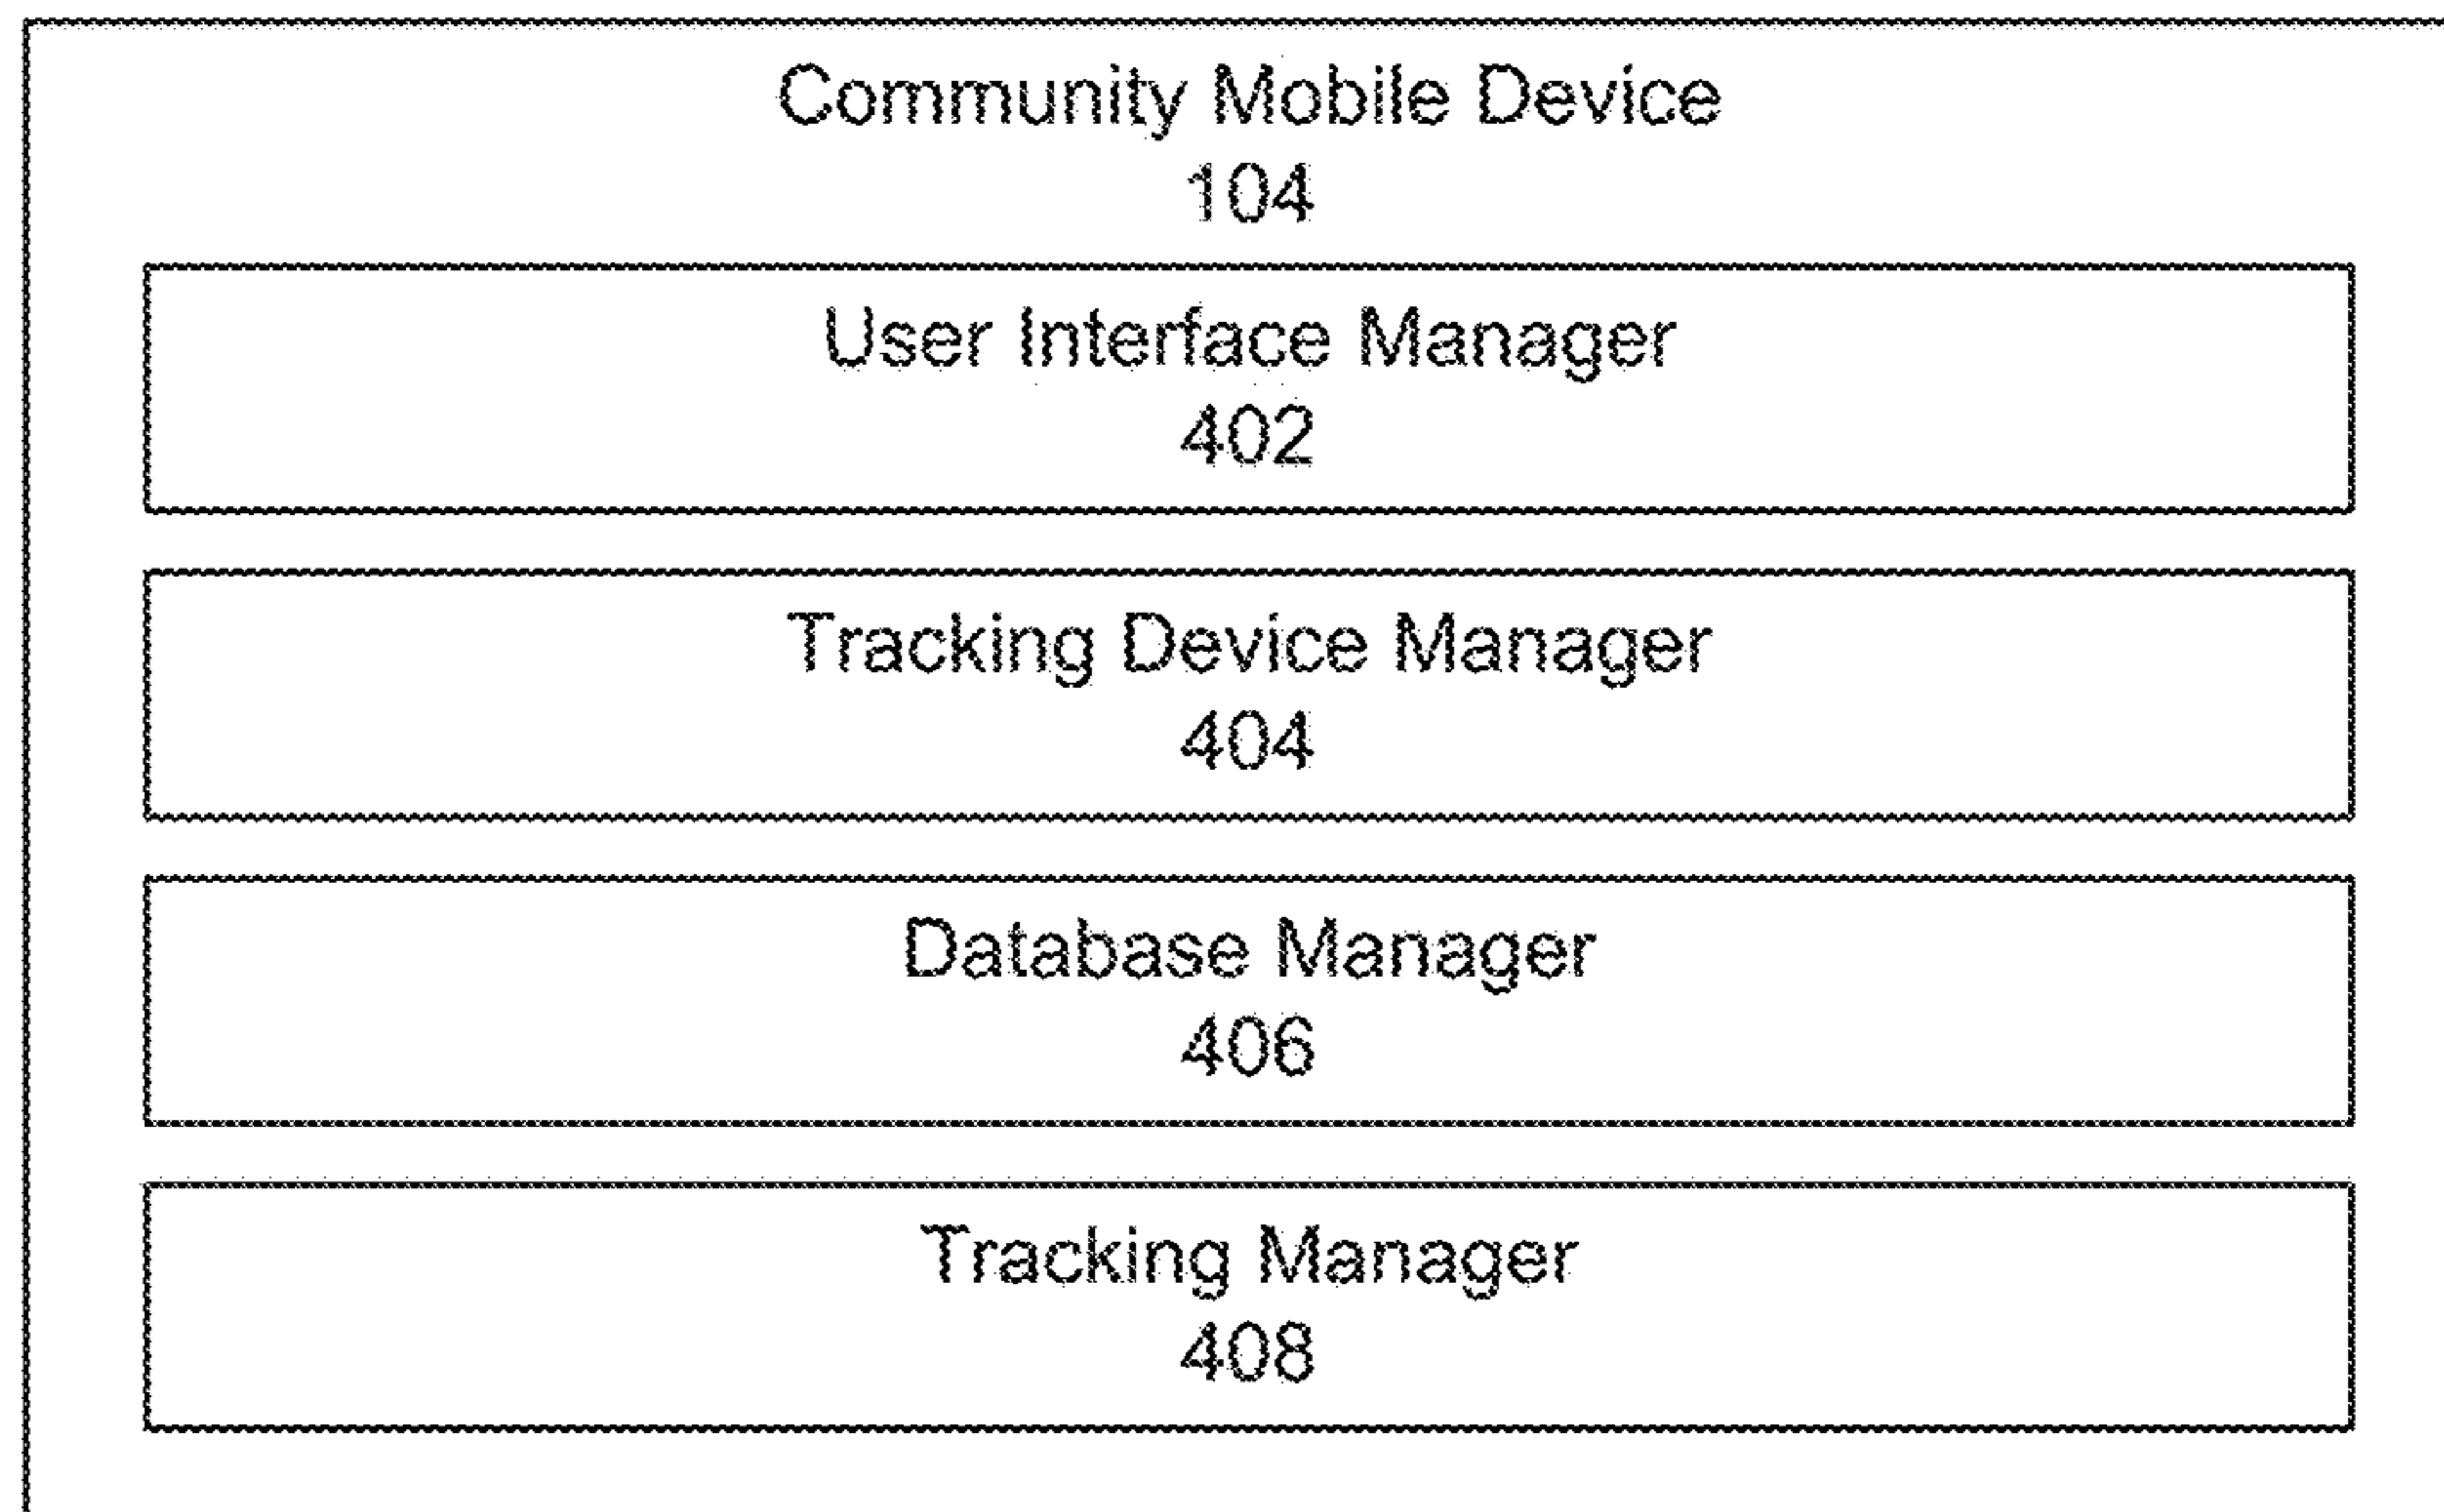 Community Mobile Device
104
User Interface Manager
402
Tracking Device Manager
404
Database Manager
406
Tracking Manager
408